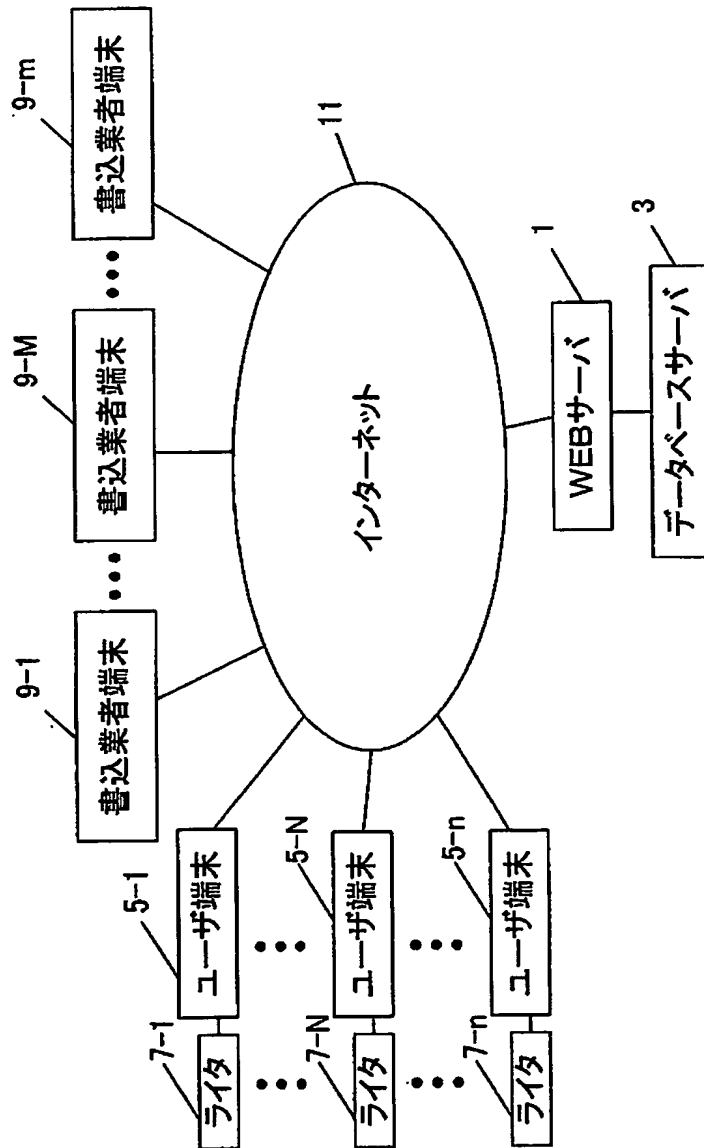 9-1
9-M
9-m
書込業者端末
書込業者端末
書込業者端末
•••
•••
11
インターネット
5-1
7-1
ユーザ端末
ライタ
•••
•••
5-N
7-N
ユーザ端末
ライタ
•••
•••
5-n
7-n
ユーザ端末
ライタ
1
WEBサーバ
3
データベースサーバ